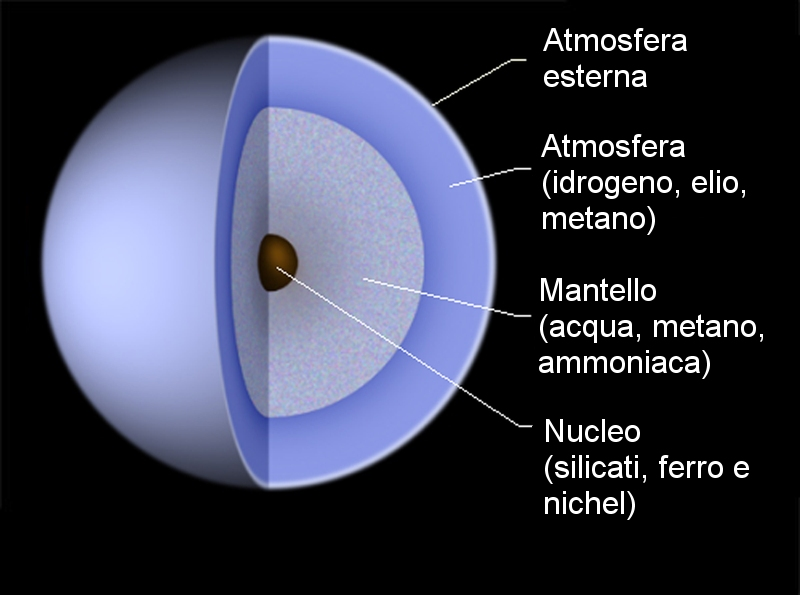 Atmosfera
esterna
Atmosfera
(idrogeno, elio,
metano)
Mantello
(acqua, metano,
ammoniaca)
Nucleo
(silicati, ferro e
nichel)